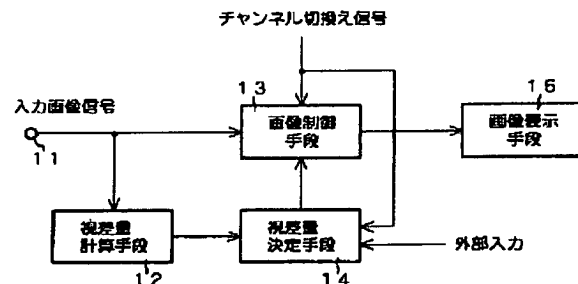 チャンネル切換え信号
13
15
入力画像信号
画像制御
手段
画像表示
手段
11
視差量
計算手段
視差量
決定手段
外部入力
12
14